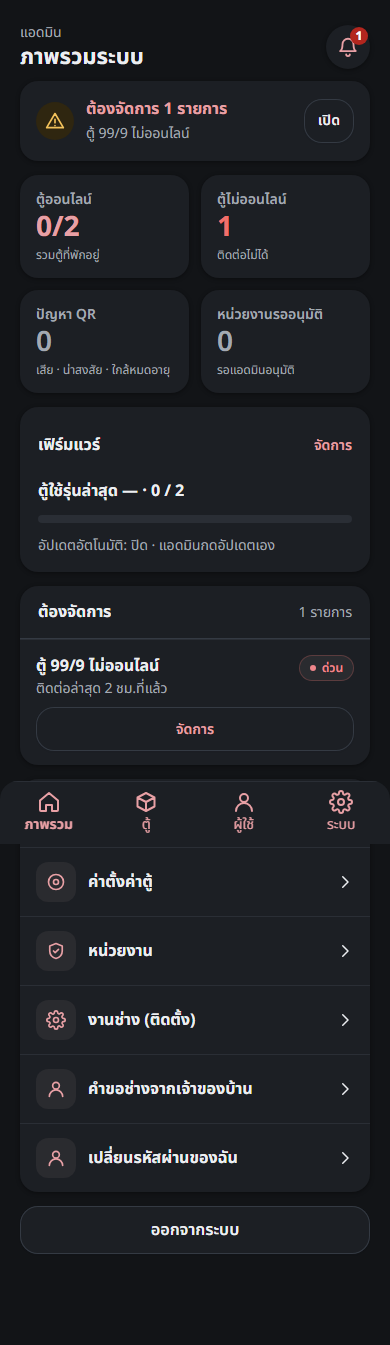 แอดมิน
ภาพรวมระบบ
1
ต้องจัดการ 1 รายการ
ตู้ 99/9 ไม่ออนไลน์
เปิด
ตู้ออนไลน์
0/2
รวมตู้ที่พักอยู่
ตู้ไม่ออนไลน์
1
ติดต่อไม่ได้
ปัญหา QR
0
เสีย · น่าสงสัย · ใกล้หมดอายุ
หน่วยงานรออนุมัติ
0
รอแอดมินอนุมัติ
เฟิร์มแวร์
จัดการ
ตู้ใช้รุ่นล่าสุด — · 0 / 2
อัปเดตอัตโนมัติ: ปิด · แอดมินกดอัปเดตเอง
ต้องจัดการ
1 รายการ
ตู้ 99/9 ไม่ออนไลน์
ด่วน
ติดต่อล่าสุด 2 ชม.ที่แล้ว
จัดการ
ภาพรวม
ตู้
ผู้ใช้
ระบบ
ค่าตั้งค่าตู้
หน่วยงาน
งานช่าง (ติดตั้ง)
คำขอช่างจากเจ้าของบ้าน
เปลี่ยนรหัสผ่านของฉัน
ออกจากระบบ